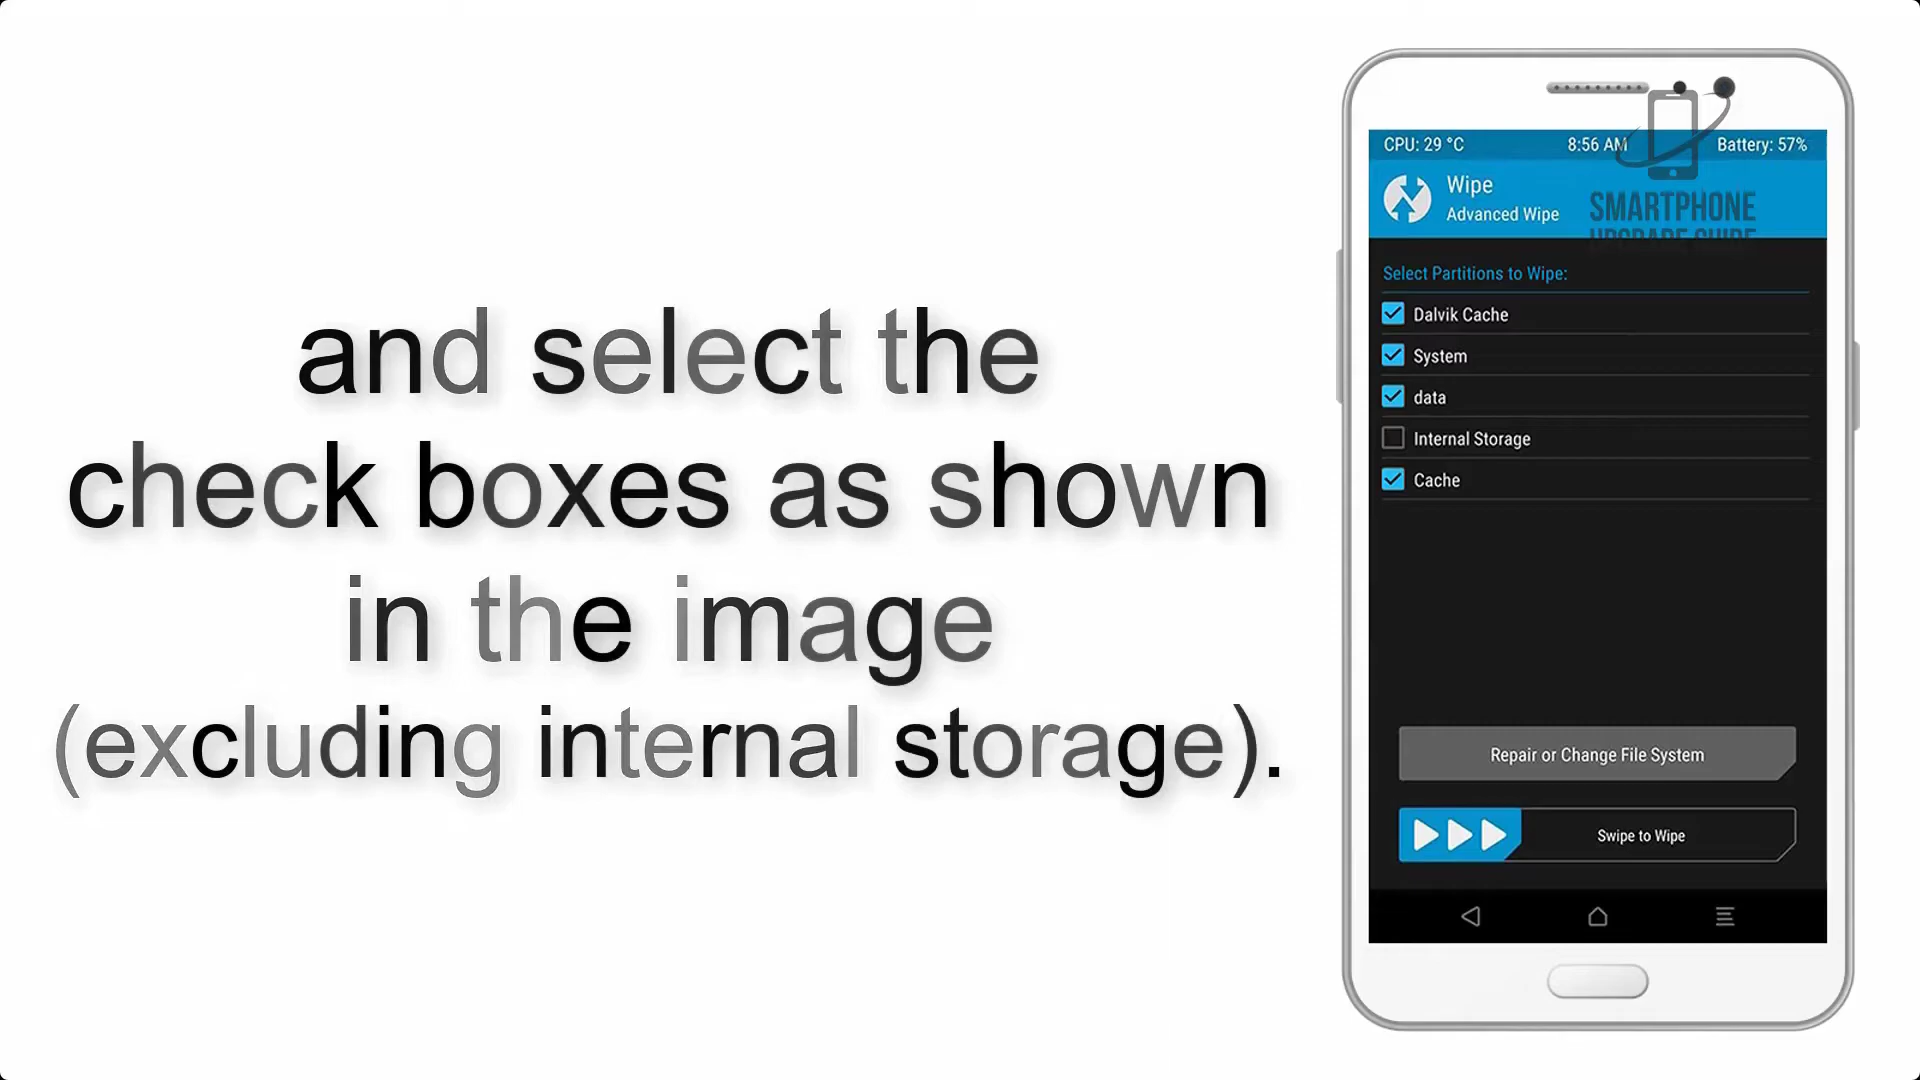 and select the
check boxes as shown
in the image
(excluding internal storage).
CPU: 29 °C 8:56 AM Battery: 57%
Wipe
Advanced Wipe
SMARTPHONE
UPGRADE GUIDE
Select Partitions to Wipe:
Dalvik Cache
System
data
Internal Storage
Cache
Repair or Change File System
Swipe to Wipe